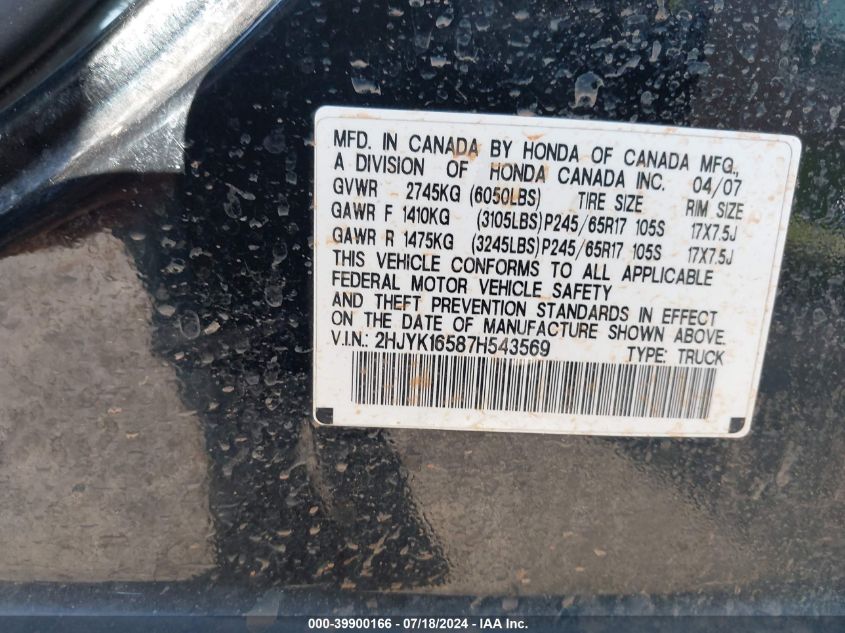 MFD. IN CANADA BY HONDA OF CANADA MFG.,
A DIVISION OF HONDA CANADA INC. 04/07
GVWR 2745KG (6050LBS) TIRE SIZE RIM SIZE
GAWR F 1410KG (3105LBS) P245/65R17 105S 17X7.5J
GAWR R 1475KG (3245LBS) P245/65R17 105S 17X7.5J
THIS VEHICLE CONFORMS TO ALL APPLICABLE
FEDERAL MOTOR VEHICLE SAFETY
AND THEFT PREVENTION STANDARDS IN EFFECT
ON THE DATE OF MANUFACTURE SHOWN ABOVE.
V.I.N.: 2HJYK16587H543569 TYPE: TRUCK
000-39900166 - 07/18/2024 - IAA Inc.